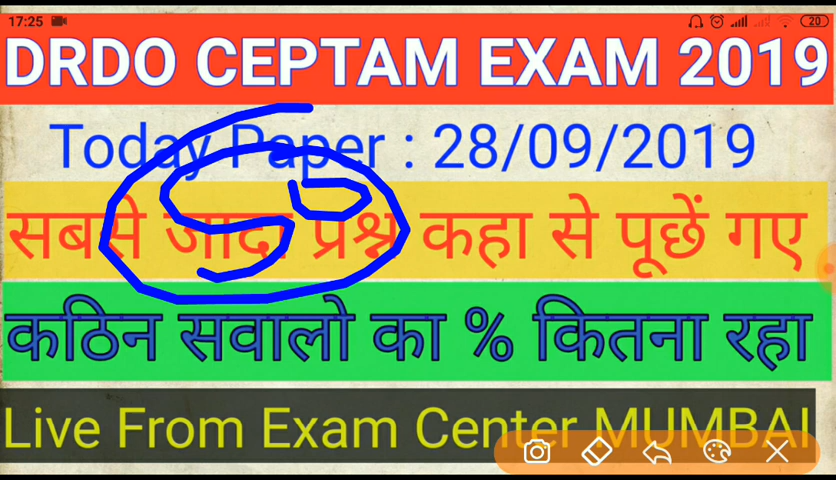 17:25 20
DRDO CEPTAM EXAM 2019
Today Paper : 28/09/2019
सबसे जादा प्रश्न कहा से पूछें गए
कठिन सवालो का % कितना रहा
Live From Exam Center MUMBAI